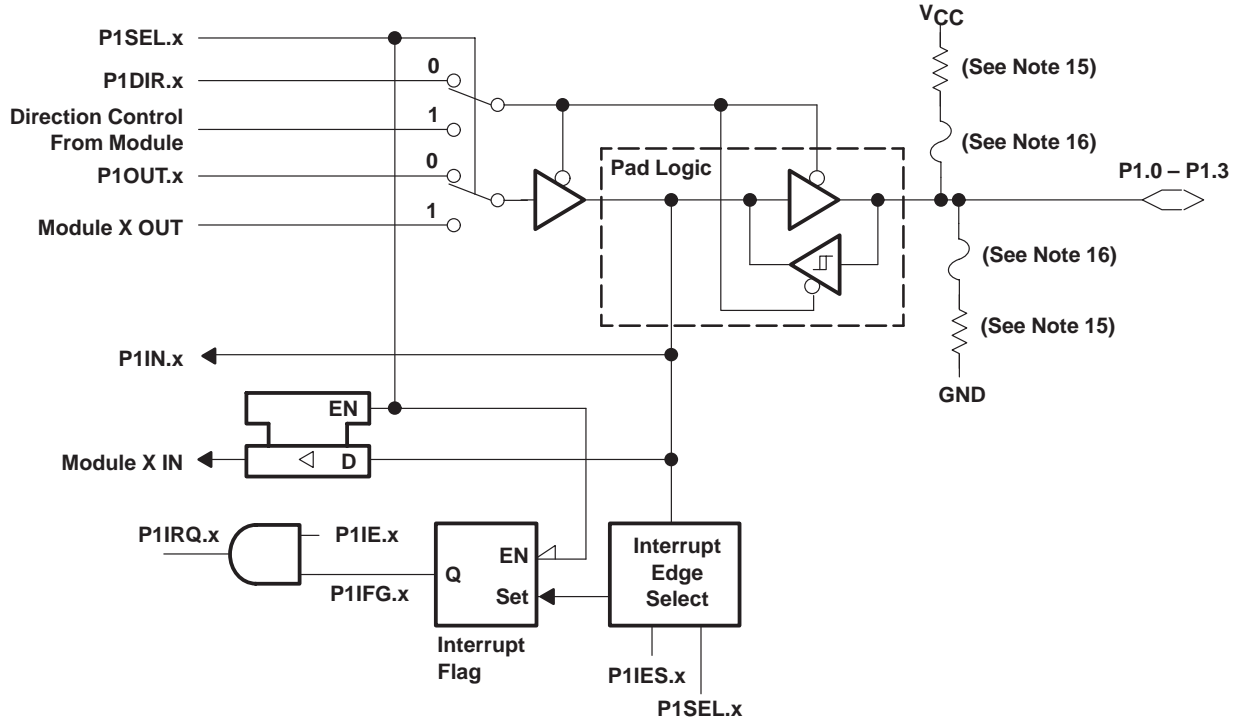 VCC
P1SEL.x
0
(See Note 15)
P1DIR.x
Direction Control
From Module
1
(See Note 16)
0
Pad Logic
P1.0 – P1.3
P1OUT.x
1
Module X OUT
(See Note 16)
(See Note 15)
P1IN.x
GND
EN
Module X IN
D
P1IRQ.x
P1IE.x
EN
Interrupt
Edge
Select
Q
P1IFG.x
Set
Interrupt
Flag
P1IES.x
P1SEL.x